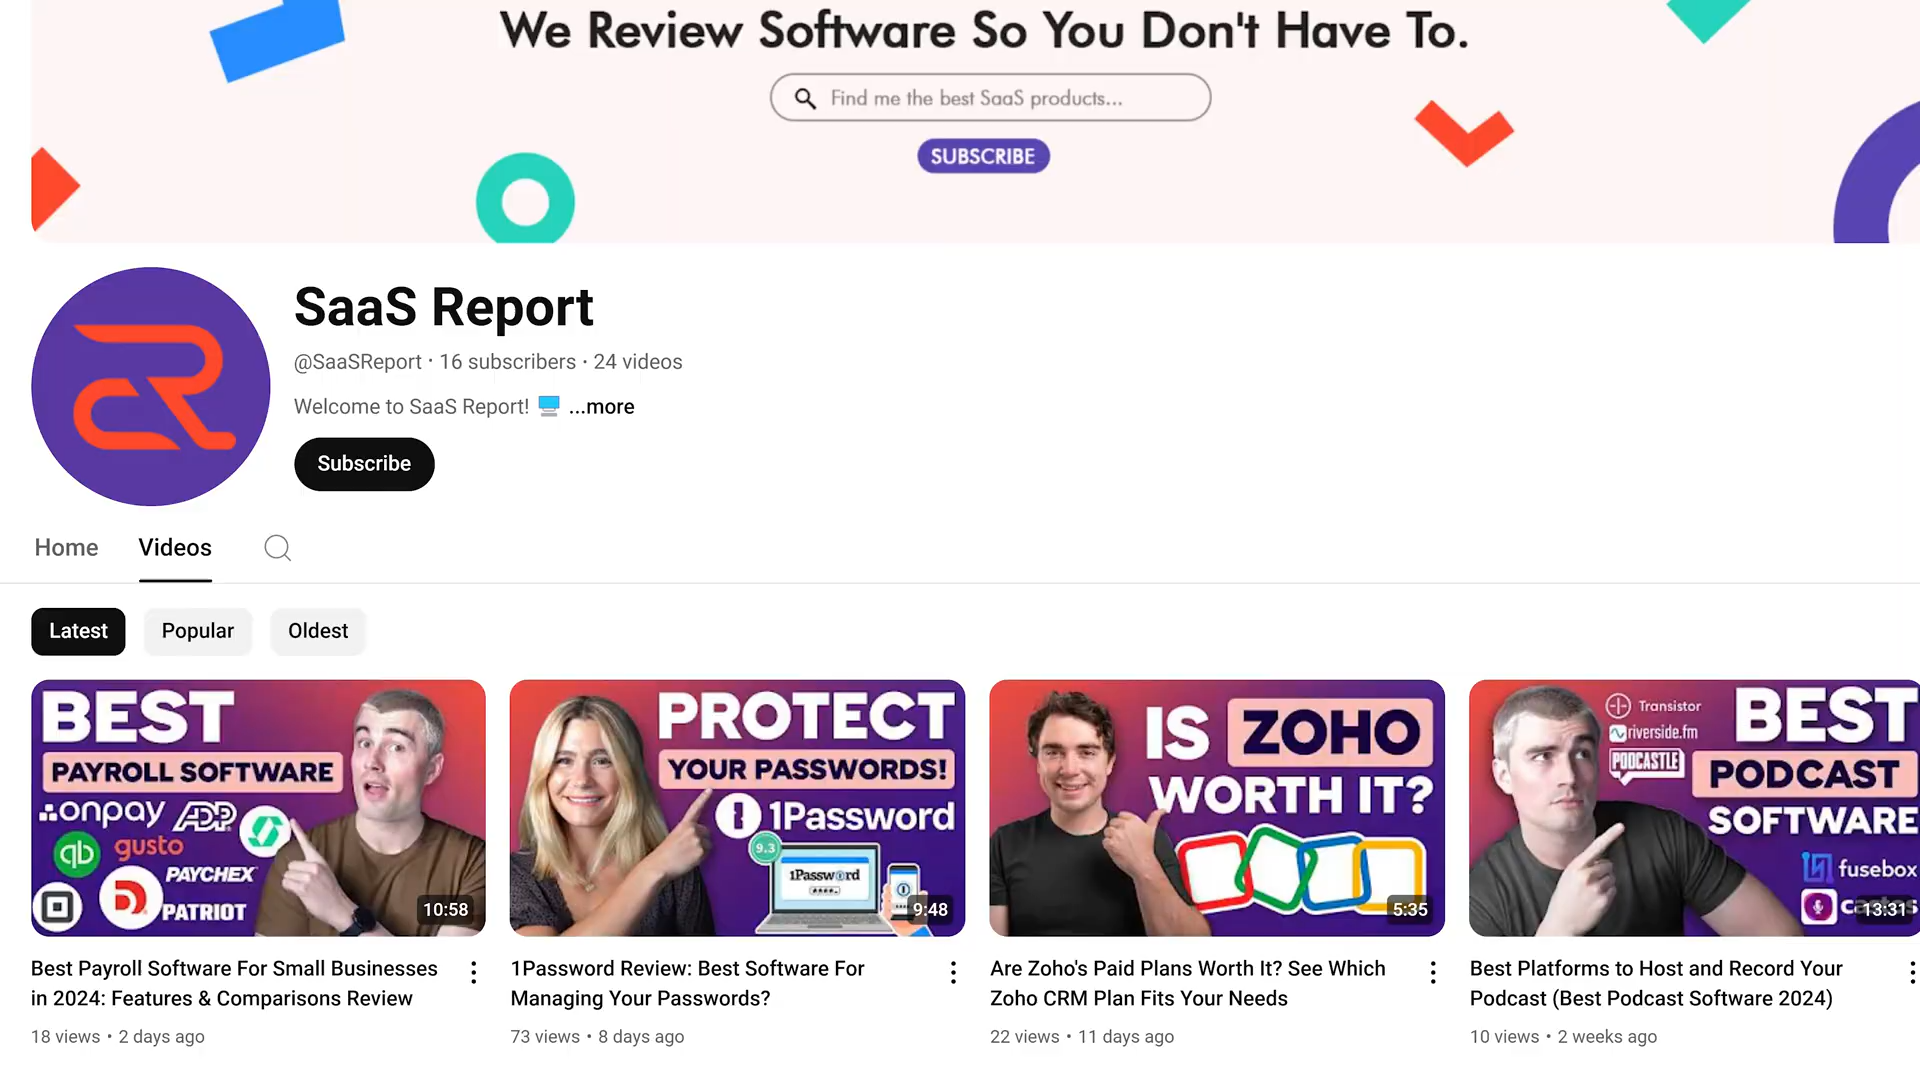 We Review Software So You Don't Have To.
Find me the best SaaS products...
SUBSCRIBE
SaaS Report
@SaaSReport · 16 subscribers · 24 videos
Welcome to SaaS Report! ...more
Subscribe
Home Videos
Latest Popular Oldest
BEST
PAYROLL SOFTWARE
onpay ADP
qb gusto
PAYCHEX
PATRIOT
10:58
PROTECT
YOUR PASSWORDS!
1Password
9.3
1Password
9:48
IS ZOHO
WORTH IT?
5:35
Transistor
riverside.fm
PODCASTLE
BEST
PODCAST
SOFTWARE
fusebox
13:31
Best Payroll Software For Small Businesses
in 2024: Features & Comparisons Review
18 views • 2 days ago
1Password Review: Best Software For
Managing Your Passwords?
73 views • 8 days ago
Are Zoho's Paid Plans Worth It? See Which
Zoho CRM Plan Fits Your Needs
22 views • 11 days ago
Best Platforms to Host and Record Your
Podcast (Best Podcast Software 2024)
10 views • 2 weeks ago